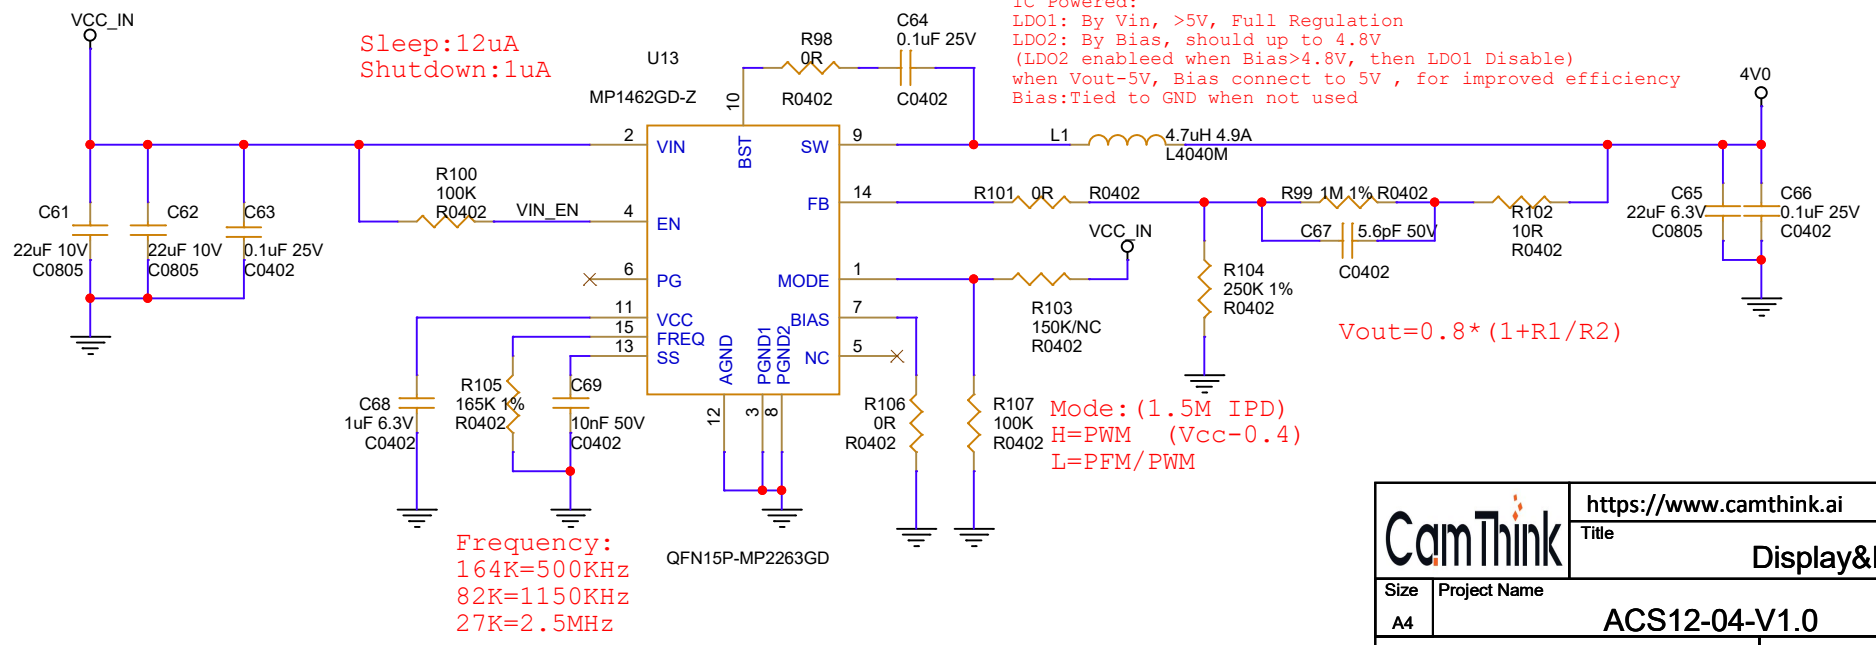 IC Powered:
LDO1: By Vin, >5V, Full Regulation
LDO2: By Bias, should up to 4.8V
(LDO2 enableed when Bias>4.8V, then LDO1 Disable)
when Vout-5V, Bias connect to 5V , for improved efficiency
Bias:Tied to GND when not used
VCC_IN
Sleep:12uA
Shutdown:1uA
U13
MP1462GD-Z
R98
0R
R0402
C64
0.1uF 25V
C0402
4V0
10
2
VIN
BST
SW
9
L1
4.7uH 4.9A
L4040M
R100
100K
R0402
VIN_EN
4
EN
FB
14
R101
0R
R0402
R99
1M 1%
R0402
C67
5.6pF 50V
C0402
R102
10R
R0402
C61
22uF 10V
C0805
C62
22uF 10V
C0805
C63
0.1uF 25V
C0402
C65
22uF 6.3V
C0805
C66
0.1uF 25V
C0402
VCC_IN
6
PG
MODE
1
R103
150K/NC
R0402
R104
250K 1%
R0402
11
VCC
15
FREQ
13
SS
BIAS
7
NC
5
AGND
PGND1
PGND2
12
3
8
Vout=0.8*(1+R1/R2)
C68
1uF 6.3V
C0402
R105
165K 1%
R0402
C69
10nF 50V
C0402
R106
0R
R0402
R107
100K
R0402
Mode:(1.5M IPD)
H=PWM (Vcc-0.4)
L=PFM/PWM
Frequency:
164K=500KHz
82K=1150KHz
27K=2.5MHz
QFN15P-MP2263GD
CamThink
https://www.camthink.ai
Title
Display&
Size
A4
Project Name
ACS12-04-V1.0